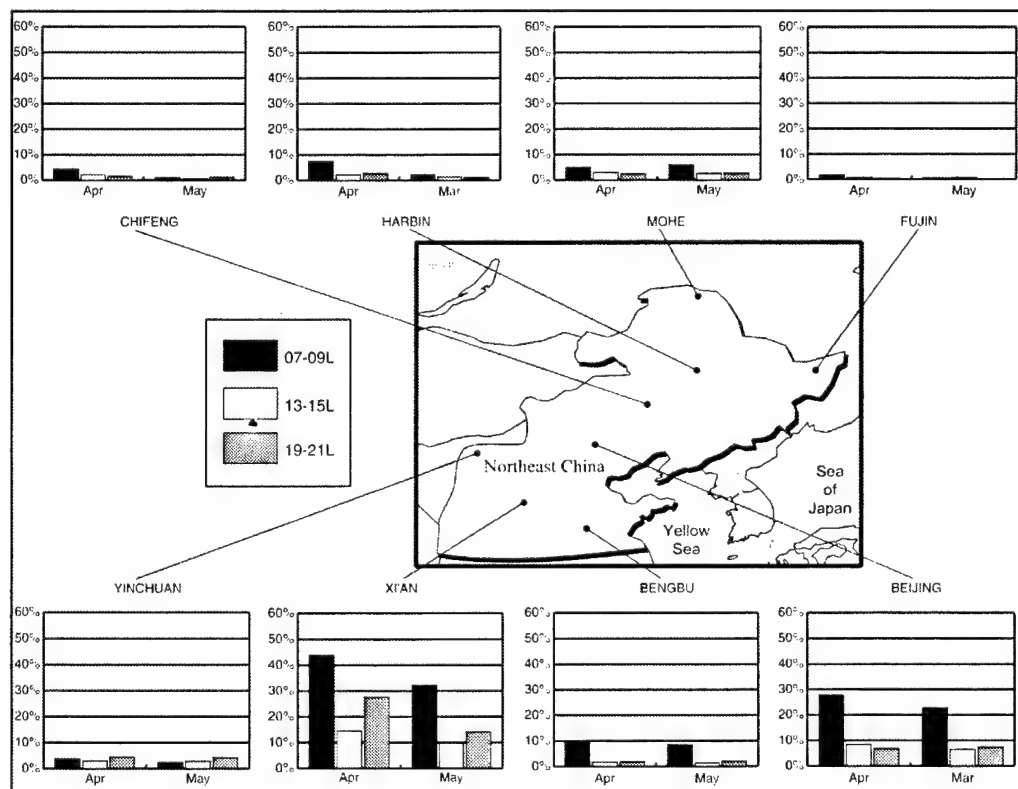 60%
50%
40%
30%
20%
10%
0%
Apr May
60%
50%
40%
30%
20%
10%
0%
Apr Mar
60%
50%
40%
30%
20%
10%
0%
Apr May
60%
50%
40%
30%
20%
10%
0%
Apr May
CHIFENG HARBIN MOHE FUJIN
07-09L
13-15L
19-21L
Northeast China
Sea
of
Japan
Yellow
Sea
YINCHUAN XI'AN BENGBU BEIJING
60%
50%
40%
30%
20%
10%
0%
Apr May
60%
50%
40%
30%
20%
10%
0%
Apr May
60%
50%
40%
30%
20%
10%
0%
Apr May
60%
50%
40%
30%
20%
10%
0%
Apr Mar